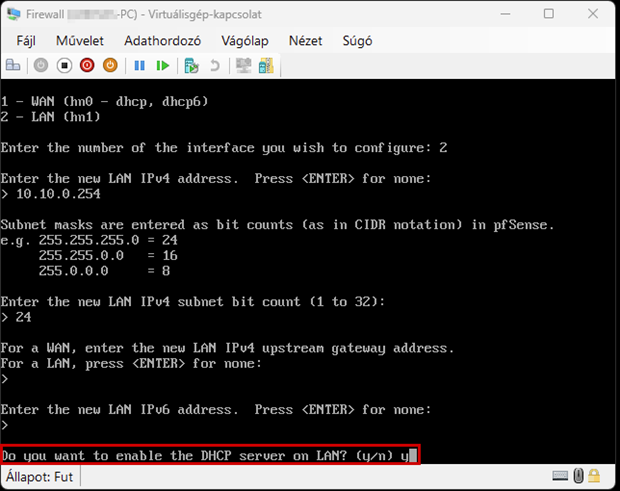 Firewall -PC) - Virtuálisgép-kapcsolat
Fájl Művelet Adathordozó Vágólap Nézet Súgó
1 - WAN (hn0 - dhcp, dhcp6)
2 - LAN (hn1)
Enter the number of the interface you wish to configure: 2
Enter the new LAN IPv4 address.  Press <ENTER> for none:
> 10.10.0.254
Subnet masks are entered as bit counts (as in CIDR notation) in pfSense.
e.g. 255.255.255.0 = 24
     255.255.0.0   = 16
     255.0.0.0     = 8
Enter the new LAN IPv4 subnet bit count (1 to 32):
> 24
For a WAN, enter the new LAN IPv4 upstream gateway address.
For a LAN, press <ENTER> for none:
>
Enter the new LAN IPv6 address.  Press <ENTER> for none:
>
Do you want to enable the DHCP server on LAN? (y/n) y
Állapot: Fut